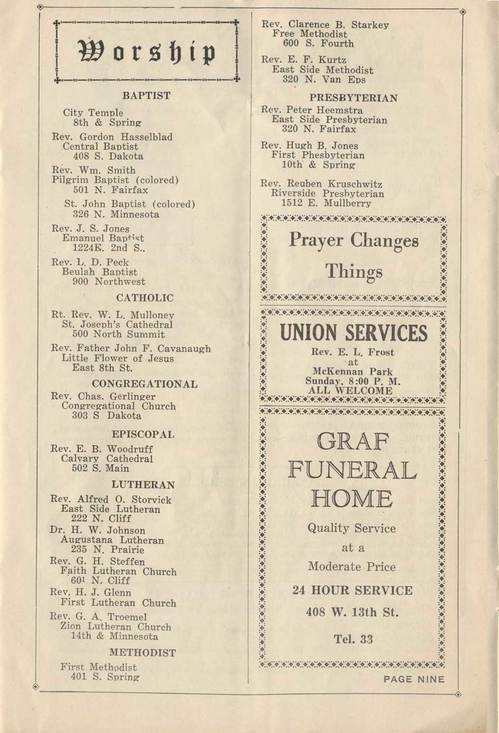 Worship
BAPTIST
City Temple
8th & Spring
Rev. Gordon Hasselblad
Central Baptist
408 S. Dakota
Rev. Wm. Smith
Pilgrim Baptist (colored)
501 N. Fairfax
St. John Baptist (colored)
326 N. Minnesota
Rev. J. S. Jones
Emanuel Baptist
1224E. 2nd S..
Rev. L. D. Peck
Beulah Baptist
900 Northwest
CATHOLIC
Rt. Rev. W. L. Mulloney
St. Joseph's Cathedral
500 North Summit
Rev. Father John F. Cavanaugh
Little Flower of Jesus
East 8th St.
CONGREGATIONAL
Rev. Chas. Gerlinger
Congregational Church
303 S Dakota
EPISCOPAL
Rev. E. B. Woodruff
Calvary Cathedral
502 S. Main
LUTHERAN
Rev. Alfred O. Storvick
East Side Lutheran
222 N. Cliff
Dr. H. W. Johnson
Augustana Lutheran
235 N. Prairie
Rev. G. H. Steffen
Faith Lutheran Church
601 N. Cliff
Rev. H. J. Glenn
First Lutheran Church
Rev. G. A. Troemel
Zion Lutheran Church
14th & Minnesota
METHODIST
First Methodist
401 S. Spring
Rev. Clarence B. Starkey
Free Methodist
600 S. Fourth
Rev. E. F. Kurtz
East Side Methodist
320 N. Van Eps
PRESBYTERIAN
Rev. Peter Heemstra
East Side Presbyterian
320 N. Fairfax
Rev. Hugh B. Jones
First Phesbyterian
10th & Spring
Rev. Reuben Kruschwitz
Riverside Presbyterian
1512 E. Mullberry
Prayer Changes
Things
UNION SERVICES
Rev. E. L. Frost
at
McKennan Park
Sunday, 8:00 P. M.
ALL WELCOME
GRAF
FUNERAL
HOME
Quality Service
at a
Moderate Price
24 HOUR SERVICE
408 W. 13th St.
Tel. 33
PAGE NINE